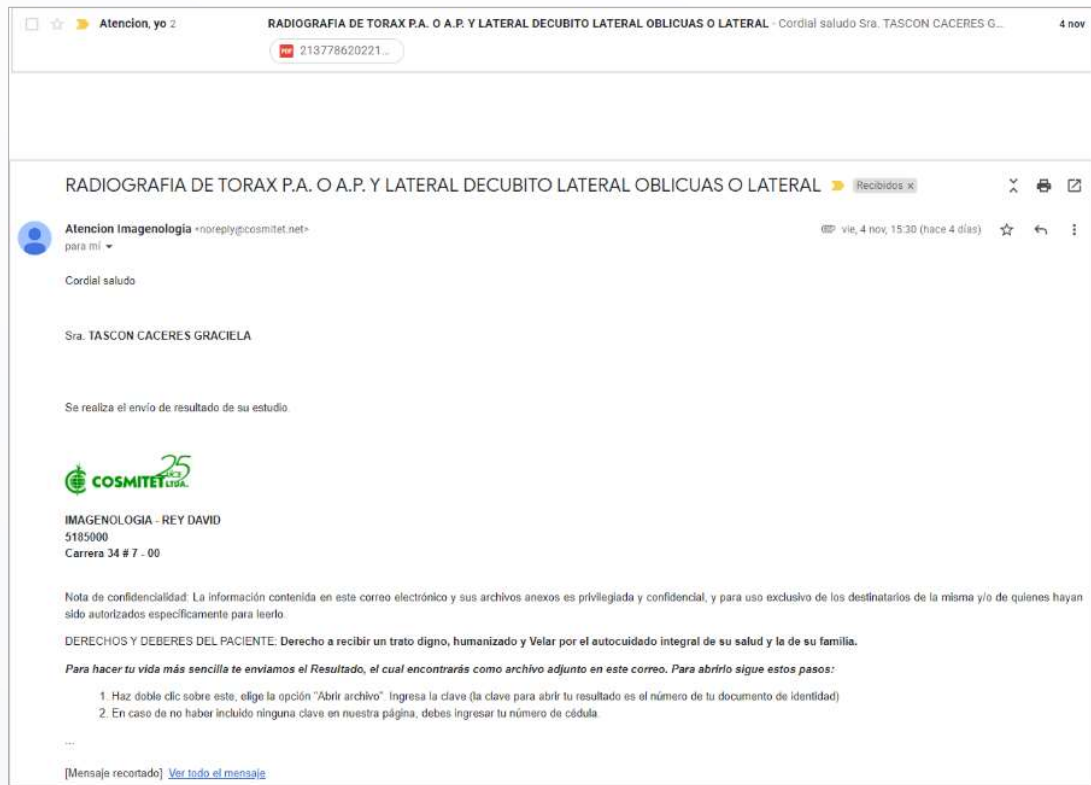 Atencion, yo 2 RADIOGRAFIA DE TORAX P.A. O A.P. Y LATERAL DECUBITO LATERAL OBLICUAS O LATERAL - Cordial saludo Sra. TASCON CACERES G... 4 nov
PDF 213778620221...
RADIOGRAFIA DE TORAX P.A. O A.P. Y LATERAL DECUBITO LATERAL OBLICUAS O LATERAL Recibidos x
Atencion Imagenologia <noreply@cosmitet.net> vie, 4 nov, 15:30 (hace 4 días)
para mí
Cordial saludo
Sra. TASCON CACERES GRACIELA
Se realiza el envío de resultado de su estudio.
25
COSMITET LTDA.
IMAGENOLOGIA - REY DAVID
5185000
Carrera 34 # 7 - 00
Nota de confidencialidad: La información contenida en este correo electrónico y sus archivos anexos es privilegiada y confidencial, y para uso exclusivo de los destinatarios de la misma y/o de quienes hayan
sido autorizados específicamente para leerlo.
DERECHOS Y DEBERES DEL PACIENTE: Derecho a recibir un trato digno, humanizado y Velar por el autocuidado integral de su salud y la de su familia.
Para hacer tu vida más sencilla te enviamos el Resultado, el cual encontrarás como archivo adjunto en este correo. Para abrirlo sigue estos pasos:
1. Haz doble clic sobre este, elige la opción "Abrir archivo". Ingresa la clave (la clave para abrir tu resultado es el número de tu documento de identidad)
2. En caso de no haber incluido ninguna clave en nuestra página, debes ingresar tu número de cédula.
...
[Mensaje recortado] Ver todo el mensaje